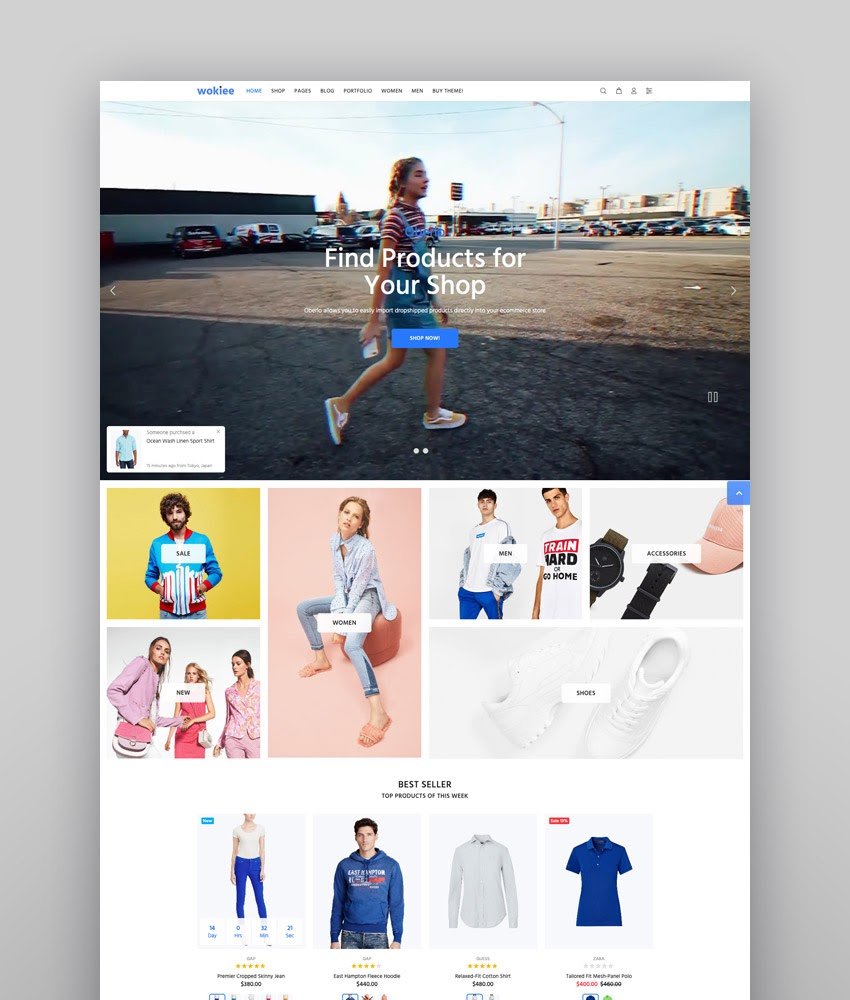 wokiee HOME SHOP PAGES BLOG PORTFOLIO WOMEN MEN BUY THEME!
Oberlo
Find Products for
Your Shop
Oberlo allows you to easily import dropshipped products directly into your ecommerce store
SHOP NOW!
Someone purchsed a
Ocean Wash Linen Sport Shirt
15 minutes ago from Tokyo, Japan
SALE
WOMEN
MEN
TRAIN
HARD
OR
GO HOME
ACCESSORIES
NEW
SHOES
BEST SELLER
TOP PRODUCTS OF THIS WEEK
New
14 0 32 21
Day Hrs Min Sec
GAP
Premier Cropped Skinny Jean
$380.00
EAST HAMPTON
GAP
East Hampton Fleece Hoodie
$440.00
GUESS
Relaxed-Fit Cotton Shirt
$480.00
Sale 13%
ZARA
Tailored Fit Mesh-Panel Polo
$400.00 $460.00